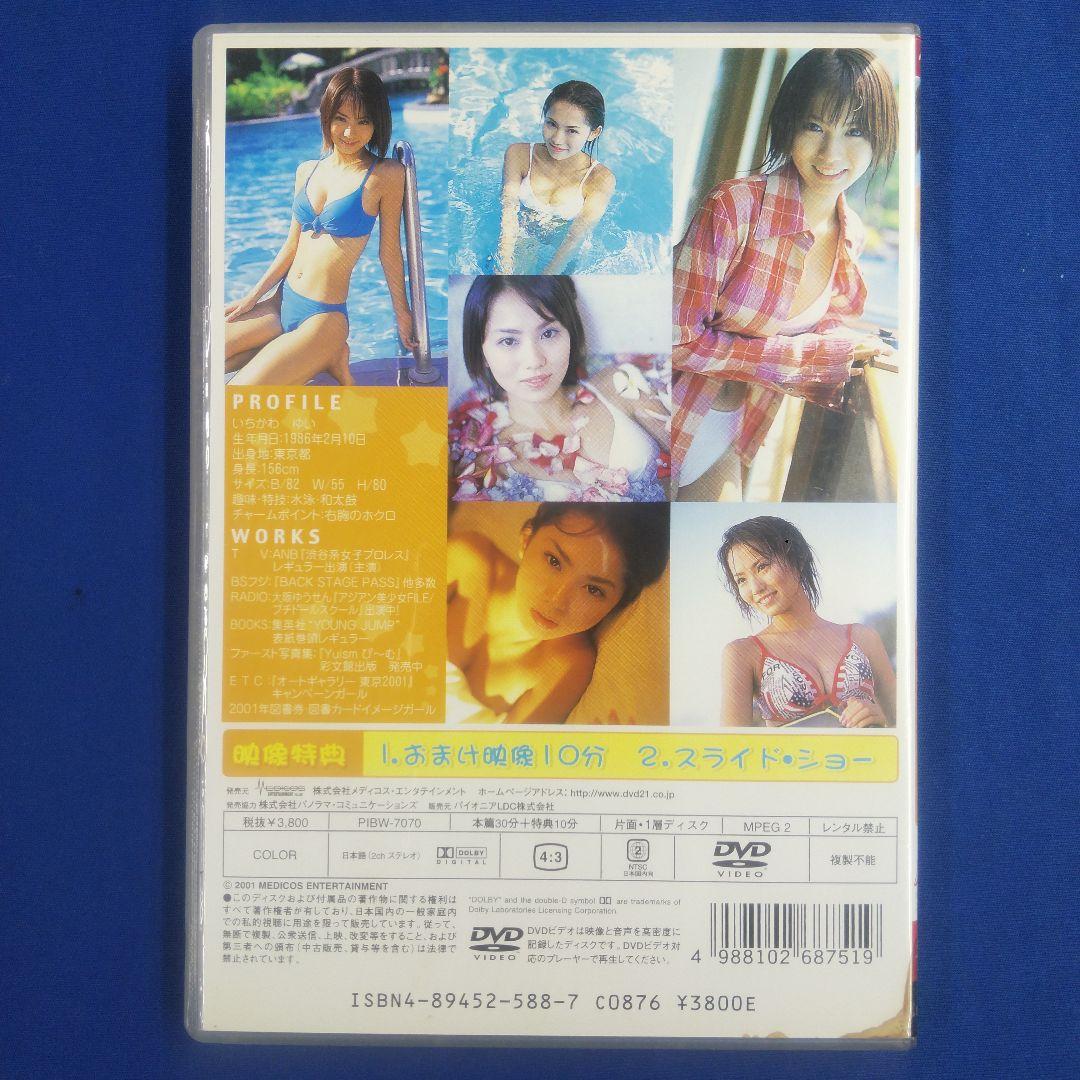 PROFILE
いちかわ ゆい
生年月日:1986年2月10日
出身地:東京都
身長:156cm
サイズ:B/82 W/55 H/80
趣味・特技:水泳・和太鼓
チャームポイント:右胸のホクロ
WORKS
T V:ANB『渋谷系女子プロレス』
レギュラー出演(主演)
BSフジ:『BACK STAGE PASS』他多数
RADIO:大阪ゆうせん『アジアン美少女FILE/
プチドールスクール』出演中!
BOOKS:集英社"YOUNG JUMP"
表紙巻頭レギュラー
ファースト写真集:『Yuism び〜む』
彩文館出版 発売中
E T C:『オートギャラリー 東京2001』
キャンペーンガール
2001年図書券・図書カードイメージガール
映像特典 1.おまけ映像10分 2.スライド・ショー
発売元 MEDICOS ENTERTAINMENT 株式会社メディコス・エンタテインメント ホームページアドレス:http://www.dvd21.co.jp
発売協力 株式会社パノラマ・コミュニケーションズ 販売元 パイオニアLDC株式会社
税抜¥3,800 PIBW-7070 本篇30分+特典10分 片面・1層ディスク MPEG 2 レンタル禁止
COLOR 日本語(2ch ステレオ) DOLBY DIGITAL 4:3 2 NTSC 日本国内向 DVD VIDEO 複製不能
© 2001 MEDICOS ENTERTAINMENT
●このディスクおよび付属品の著作物に関する権利は
すべて著作権者が有しており、日本国内の一般家庭内
での私的視聴に用途を限って販売しています。従って、
無断で複製、公衆送信、上映、改変等をすること、および
第三者への頒布(中古販売、貸与等を含む)は法律で
禁止されています。
"DOLBY" and the double-D symbol are trademarks of
Dolby Laboratories Licensing Corporation.
DVD VIDEO
DVDビデオは映像と音声を高密度に
記録したディスクです。DVDビデオ対
応のプレーヤーで再生してください。
4 988102 687519
ISBN4-89452-588-7 C0876 ¥3800E